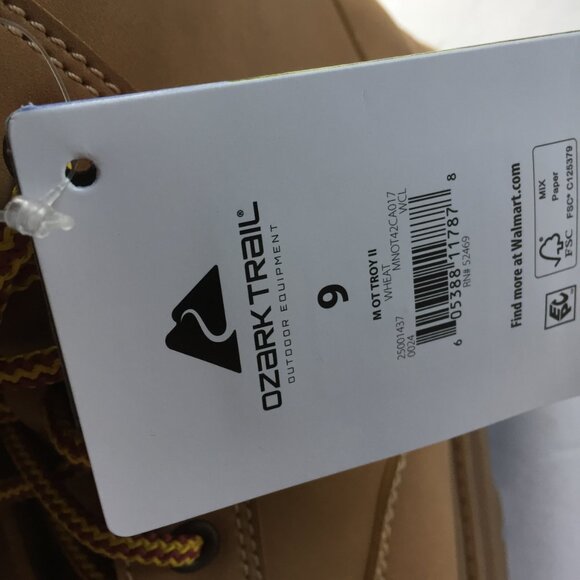 OZARK TRAIL®
OUTDOOR EQUIPMENT
9
M OT TROY II
WHEAT
MNOT42CA017
WCL
25001437
0024
6 05388 11787 8
RN# 52469
Find more at Walmart.com
MIX
Paper
FSC
FSC® C125379